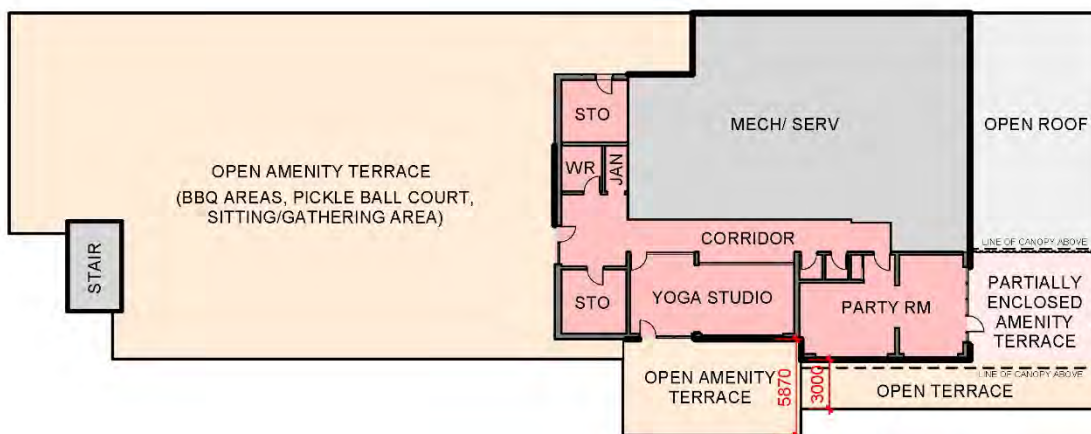 STO
MECH/ SERV
OPEN ROOF
WR
JAN
OPEN AMENITY TERRACE
(BBQ AREAS, PICKLE BALL COURT,
SITTING/GATHERING AREA)
CORRIDOR
LINE OF CANOPY ABOVE
STAIR
STO
YOGA STUDIO
PARTY RM
PARTIALLY
ENCLOSED
AMENITY
TERRACE
LINE OF CANOPY ABOVE
OPEN AMENITY
TERRACE
5870
3000
OPEN TERRACE